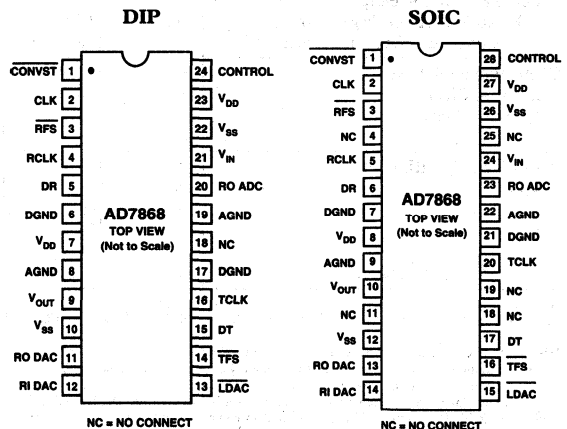 DIP
CONVST 1 24 CONTROL
CLK 2 23 VDD
RFS 3 22 VSS
RCLK 4 21 VIN
DR 5 20 RO ADC
DGND 6 19 AGND
VDD 7 18 NC
AGND 8 17 DGND
VOUT 9 16 TCLK
VSS 10 15 DT
RO DAC 11 14 TFS
RI DAC 12 13 LDAC
AD7868
TOP VIEW
(Not to Scale)
NC = NO CONNECT
SOIC
CONVST 1 28 CONTROL
CLK 2 27 VDD
RFS 3 26 VSS
NC 4 25 NC
RCLK 5 24 VIN
DR 6 23 RO ADC
DGND 7 22 AGND
VDD 8 21 DGND
AGND 9 20 TCLK
VOUT 10 19 NC
NC 11 18 NC
VSS 12 17 DT
RO DAC 13 16 TFS
RI DAC 14 15 LDAC
AD7868
TOP VIEW
(Not to Scale)
NC = NO CONNECT